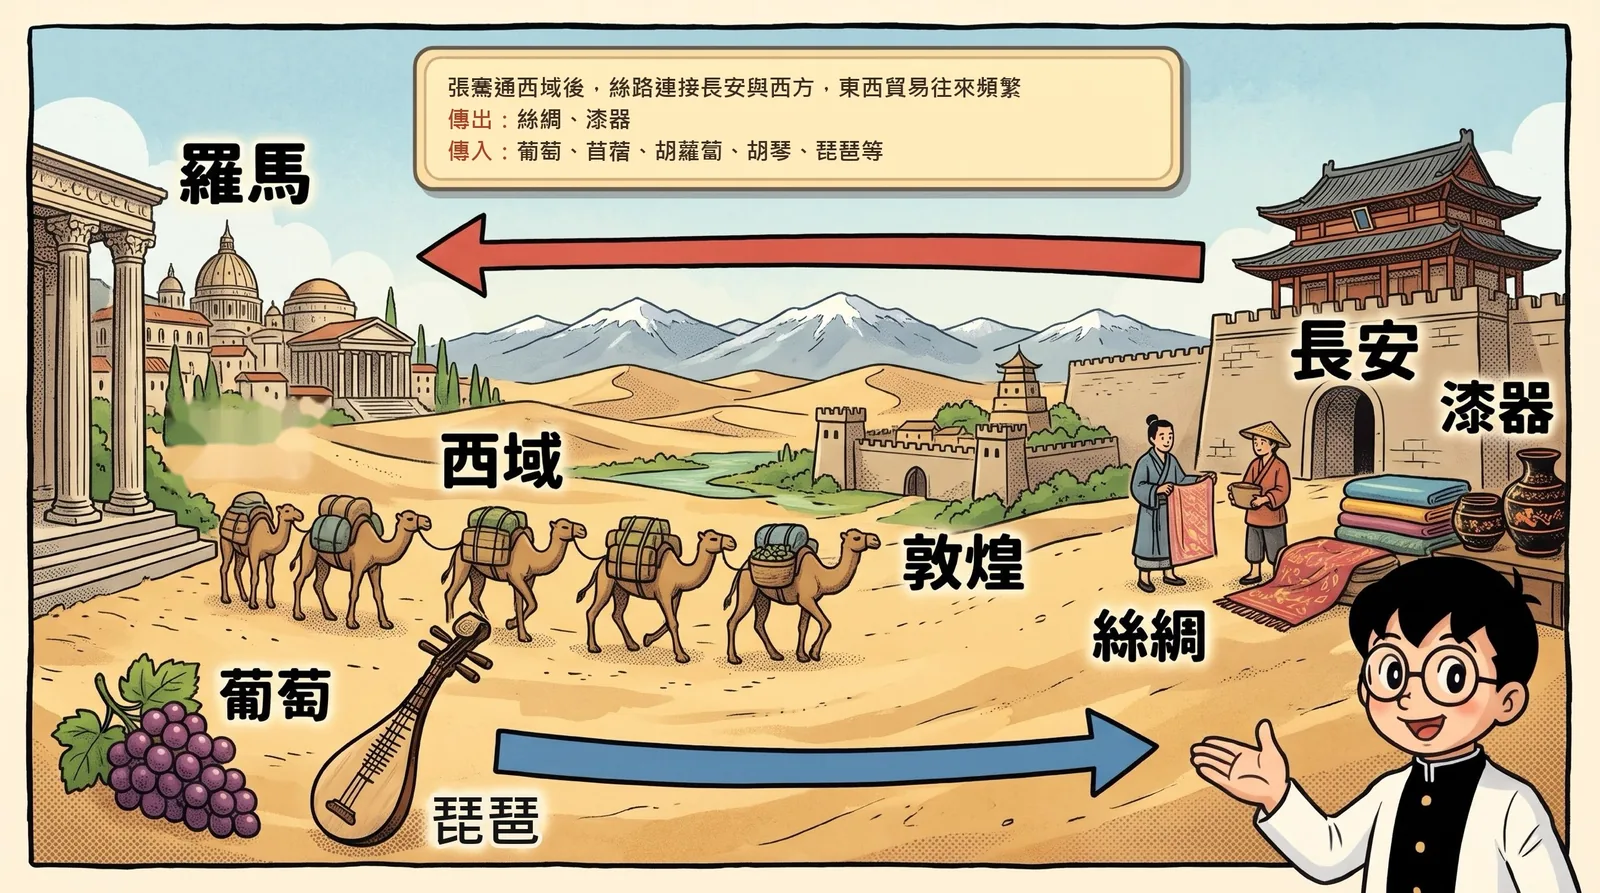 張騫通西域後，絲路連接長安與西方，東西貿易往來頻繁
傳出：絲綢、漆器
傳入：葡萄、苜蓿、胡蘿蔔、胡琴、琵琶等
羅馬
長安
漆器
西域
敦煌
絲綢
葡萄
琵琶